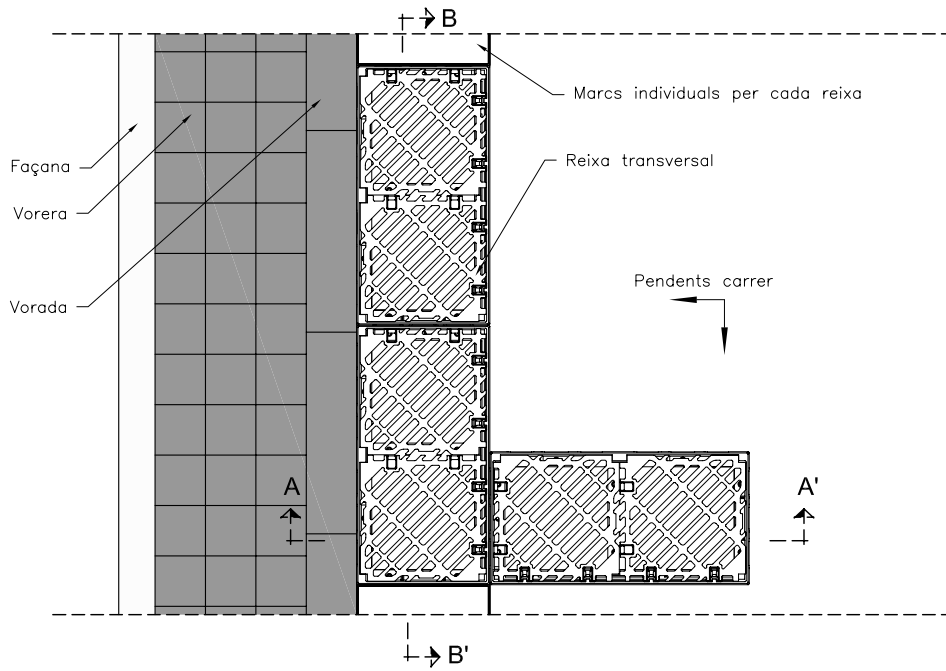 B
Marcs individuals per cada reixa
Reixa transversal
Façana
Vorera
Vorada
Pendents carrer
A
A'
B'